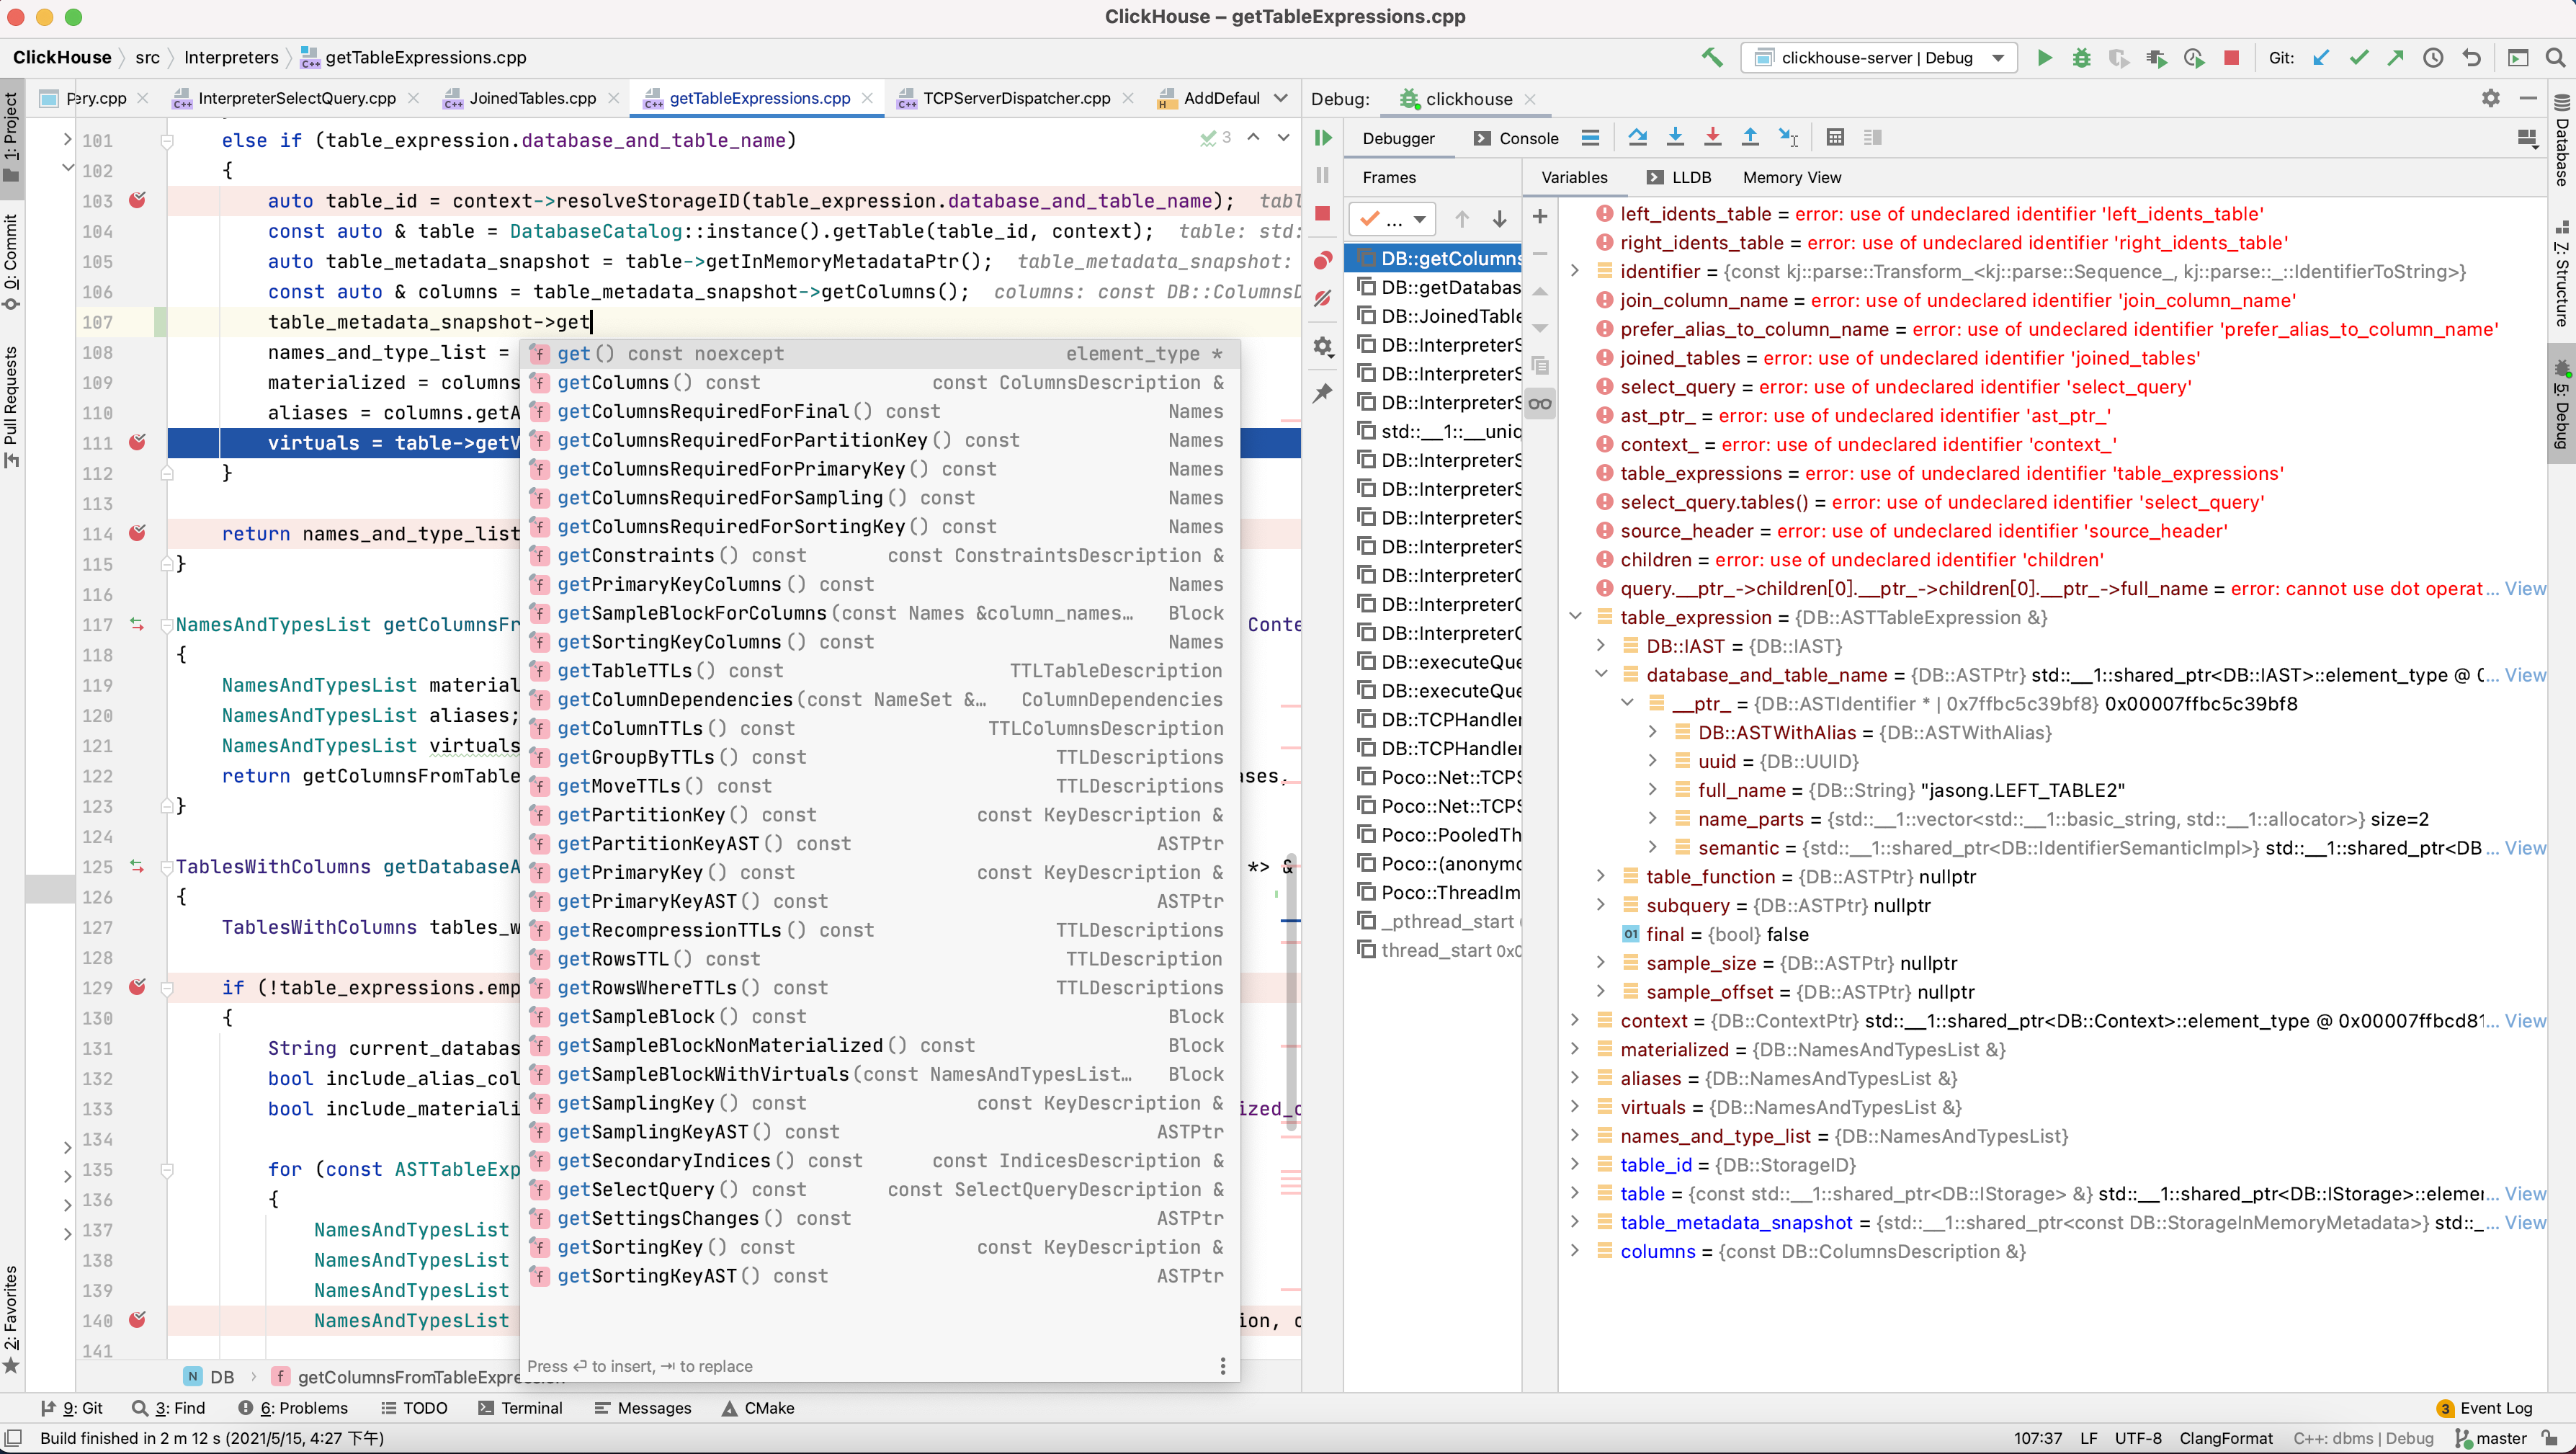 ClickHouse – getTableExpressions.cpp
ClickHouse src Interpreters getTableExpressions.cpp
clickhouse-server | Debug
Git:
ery.cpp InterpreterSelectQuery.cpp JoinedTables.cpp getTableExpressions.cpp TCPServerDispatcher.cpp AddDefaul
Debug: clickhouse
1: Project
0: Commit
Pull Requests
2: Favorites
3
101 else if (table_expression.database_and_table_name)
102 {
103 auto table_id = context->resolveStorageID(table_expression.database_and_table_name); tabl
104 const auto & table = DatabaseCatalog::instance().getTable(table_id, context); table: std:
105 auto table_metadata_snapshot = table->getInMemoryMetadataPtr(); table_metadata_snapshot:
106 const auto & columns = table_metadata_snapshot->getColumns(); columns: const DB::ColumnsD
107 table_metadata_snapshot->get
108 names_and_type_list =
109 materialized = columns
110 aliases = columns.getA
111 virtuals = table->getV
112 }
113
114 return names_and_type_list
115 }
116
117 NamesAndTypesList getColumnsFr Conte
118 {
119 NamesAndTypesList material
120 NamesAndTypesList aliases;
121 NamesAndTypesList virtuals
122 return getColumnsFromTable ases,
123 }
124
125 TablesWithColumns getDatabaseA *> &
126 {
127 TablesWithColumns tables_w
128
129 if (!table_expressions.emp
130 {
131 String current_databas
132 bool include_alias_col
133 bool include_materiali ized_c
134
135 for (const ASTTableExp
136 {
137 NamesAndTypesList
138 NamesAndTypesList
139 NamesAndTypesList
140 NamesAndTypesList ion, c
141
get() const noexcept element_type *
getColumns() const const ColumnsDescription &
getColumnsRequiredForFinal() const Names
getColumnsRequiredForPartitionKey() const Names
getColumnsRequiredForPrimaryKey() const Names
getColumnsRequiredForSampling() const Names
getColumnsRequiredForSortingKey() const Names
getConstraints() const const ConstraintsDescription &
getPrimaryKeyColumns() const Names
getSampleBlockForColumns(const Names &column_names… Block
getSortingKeyColumns() const Names
getTableTTLs() const TTLTableDescription
getColumnDependencies(const NameSet &… ColumnDependencies
getColumnTTLs() const TTLColumnsDescription
getGroupByTTLs() const TTLDescriptions
getMoveTTLs() const TTLDescriptions
getPartitionKey() const const KeyDescription &
getPartitionKeyAST() const ASTPtr
getPrimaryKey() const const KeyDescription &
getPrimaryKeyAST() const ASTPtr
getRecompressionTTLs() const TTLDescriptions
getRowsTTL() const TTLDescription
getRowsWhereTTLs() const TTLDescriptions
getSampleBlock() const Block
getSampleBlockNonMaterialized() const Block
getSampleBlockWithVirtuals(const NamesAndTypesList… Block
getSamplingKey() const const KeyDescription &
getSamplingKeyAST() const ASTPtr
getSecondaryIndices() const const IndicesDescription &
getSelectQuery() const const SelectQueryDescription &
getSettingsChanges() const ASTPtr
getSortingKey() const const KeyDescription &
getSortingKeyAST() const ASTPtr
Press ⏎ to insert, ⇥ to replace
DB getColumnsFromTableExpression
Debugger Console
Frames
...
DB::getColumns
DB::getDatabas
DB::JoinedTable
DB::InterpreterS
DB::InterpreterS
DB::InterpreterS
std::__1::__uniq
DB::InterpreterS
DB::InterpreterS
DB::InterpreterS
DB::InterpreterS
DB::InterpreterC
DB::InterpreterC
DB::InterpreterC
DB::executeQue
DB::executeQue
DB::TCPHandler
DB::TCPHandler
Poco::Net::TCPS
Poco::Net::TCPS
Poco::PooledTh
Poco::(anonymo
Poco::ThreadIm
_pthread_start
thread_start 0x0
Variables LLDB Memory View
left_idents_table = error: use of undeclared identifier 'left_idents_table'
right_idents_table = error: use of undeclared identifier 'right_idents_table'
identifier = {const kj::parse::Transform_<kj::parse::Sequence_, kj::parse::_::IdentifierToString>}
join_column_name = error: use of undeclared identifier 'join_column_name'
prefer_alias_to_column_name = error: use of undeclared identifier 'prefer_alias_to_column_name'
joined_tables = error: use of undeclared identifier 'joined_tables'
select_query = error: use of undeclared identifier 'select_query'
ast_ptr_ = error: use of undeclared identifier 'ast_ptr_'
context_ = error: use of undeclared identifier 'context_'
table_expressions = error: use of undeclared identifier 'table_expressions'
select_query.tables() = error: use of undeclared identifier 'select_query'
source_header = error: use of undeclared identifier 'source_header'
children = error: use of undeclared identifier 'children'
query.__ptr_->children[0].__ptr_->children[0].__ptr_->full_name = error: cannot use dot operat… View
table_expression = {DB::ASTTableExpression &}
DB::IAST = {DB::IAST}
database_and_table_name = {DB::ASTPtr} std::__1::shared_ptr<DB::IAST>::element_type @ 0… View
__ptr_ = {DB::ASTIdentifier * | 0x7ffbc5c39bf8} 0x00007ffbc5c39bf8
DB::ASTWithAlias = {DB::ASTWithAlias}
uuid = {DB::UUID}
full_name = {DB::String} "jasong.LEFT_TABLE2"
name_parts = {std::__1::vector<std::__1::basic_string, std::__1::allocator>} size=2
semantic = {std::__1::shared_ptr<DB::IdentifierSemanticImpl>} std::__1::shared_ptr<DB … View
table_function = {DB::ASTPtr} nullptr
subquery = {DB::ASTPtr} nullptr
final = {bool} false
sample_size = {DB::ASTPtr} nullptr
sample_offset = {DB::ASTPtr} nullptr
context = {DB::ContextPtr} std::__1::shared_ptr<DB::Context>::element_type @ 0x00007ffbcd81… View
materialized = {DB::NamesAndTypesList &}
aliases = {DB::NamesAndTypesList &}
virtuals = {DB::NamesAndTypesList &}
names_and_type_list = {DB::NamesAndTypesList}
table_id = {DB::StorageID}
table = {const std::__1::shared_ptr<DB::IStorage> &} std::__1::shared_ptr<DB::IStorage>::elemen… View
table_metadata_snapshot = {std::__1::shared_ptr<const DB::StorageInMemoryMetadata>} std::_… View
columns = {const DB::ColumnsDescription &}
Database
7: Structure
5: Debug
9: Git 3: Find 6: Problems TODO Terminal Messages CMake 3 Event Log
Build finished in 2 m 12 s (2021/5/15, 4:27 下午) 107:37 LF UTF-8 ClangFormat C++: dbms | Debug master